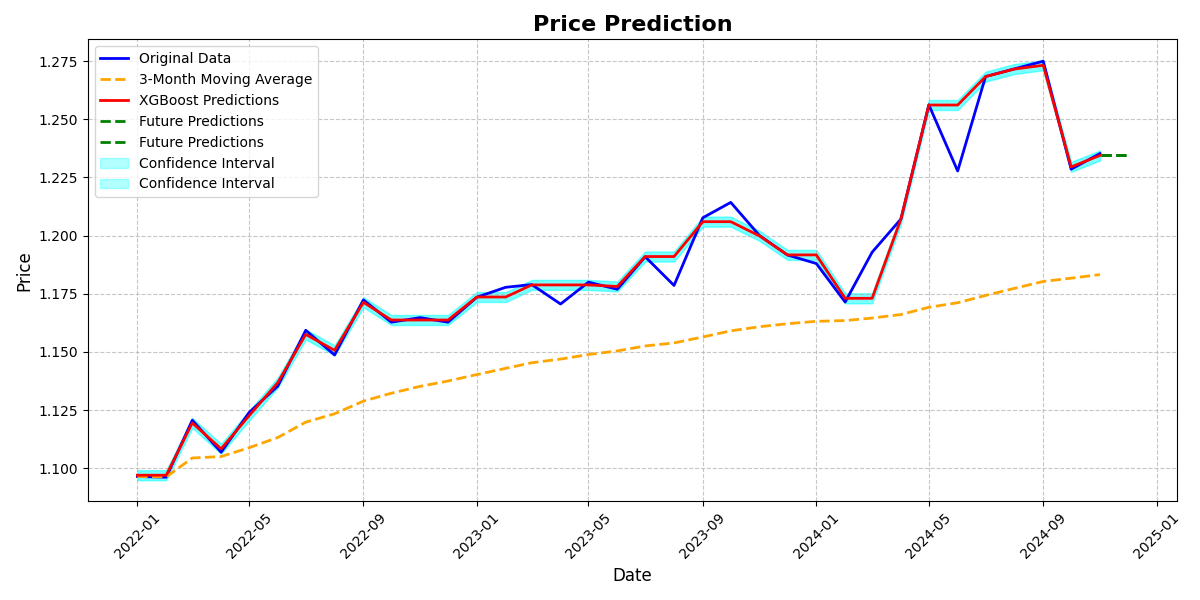 Price Prediction
Original Data
3-Month Moving Average
XGBoost Predictions
Future Predictions
Future Predictions
Confidence Interval
Confidence Interval
1.275
1.250
1.225
1.200
1.175
1.150
1.125
1.100
Price
2022-01
2022-05
2022-09
2023-01
2023-05
2023-09
2024-01
2024-05
2024-09
2025-01
Date